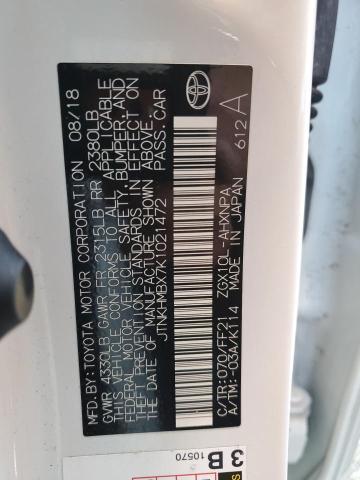 MFD.BY:TOYOTA MOTOR CORPORATION 08/18
GVWR 4330LB GAWR FR 2315LB RR 2380LB
THIS VEHICLE CONFORMS TO ALL APPLICABLE
FEDERAL MOTOR VEHICLE SAFETY, BUMPER, AND
THEFT PREVENTION STANDARDS IN EFFECT ON
THE DATE OF MANUFACTURE SHOWN ABOVE.
JTNKHMBX7K1021472 PASS.CAR
C/TR:070/FF21 ZGX10L-AHXNPA
A/TM:-03A/K114 MADE IN JAPAN 612A
3B
10570